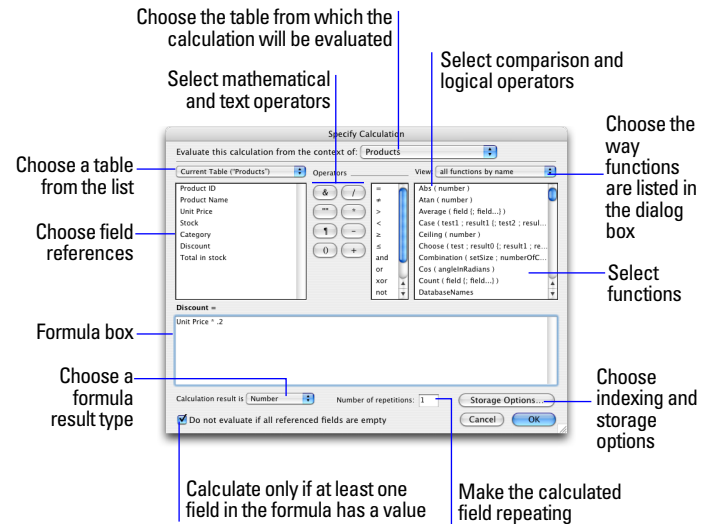 Choose the table from which the
calculation will be evaluated
Select comparison and
logical operators
Select mathematical
and text operators
Choose the
way
functions
are listed in
the dialog
box
Choose a table
from the list
Choose field
references
Select
functions
Formula box
Choose a
formula
result type
Choose
indexing and
storage
options
Calculate only if at least one
field in the formula has a value
Make the calculated
field repeating
Specify Calculation
Evaluate this calculation from the context of: Products
Current Table ("Products")
Operators
View: all functions by name
Product ID
Product Name
Unit Price
Stock
Category
Discount
Total in stock
& /
"" *
¶ -
() +
=
≠
>
<
≥
≤
and
or
xor
not
Abs ( number )
Atan ( number )
Average ( field {; field...} )
Case ( test1 ; result1 {; test2 ; resul...
Ceiling ( number )
Choose ( test ; result0 {; result1 ; re...
Combination ( setSize ; numberOfC...
Cos ( angleInRadians )
Count ( field {; field...} )
DatabaseNames
Discount =
Unit Price * .2
Calculation result is Number
Number of repetitions: 1
Storage Options...
Do not evaluate if all referenced fields are empty
Cancel
OK